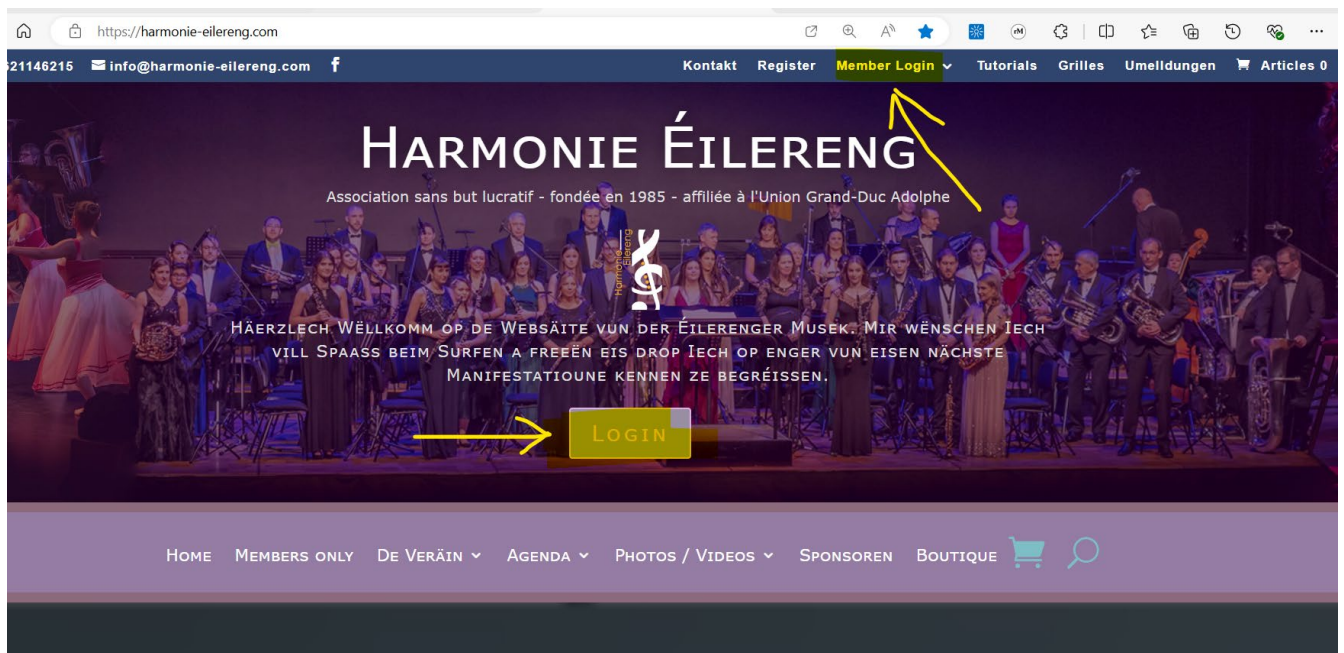 https://harmonie-eilereng.com
621146215 info@harmonie-eilereng.com f Kontakt Register Member Login Tutorials Grilles Umelldungen Articles 0
Harmonie Éilereng
Association sans but lucratif - fondée en 1985 - affiliée à l'Union Grand-Duc Adolphe
Harmonie
Eilereng
Häerzlech Wëllkomm op de Websäite vun der Éilerenger Musek. Mir wënschen Iech
vill Spaass beim Surfen a freeën eis drop Iech op enger vun eisen nächste
Manifestatioune kennen ze begréissen.
Login
Home Members only De Veräin Agenda Photos / Videos Sponsoren Boutique